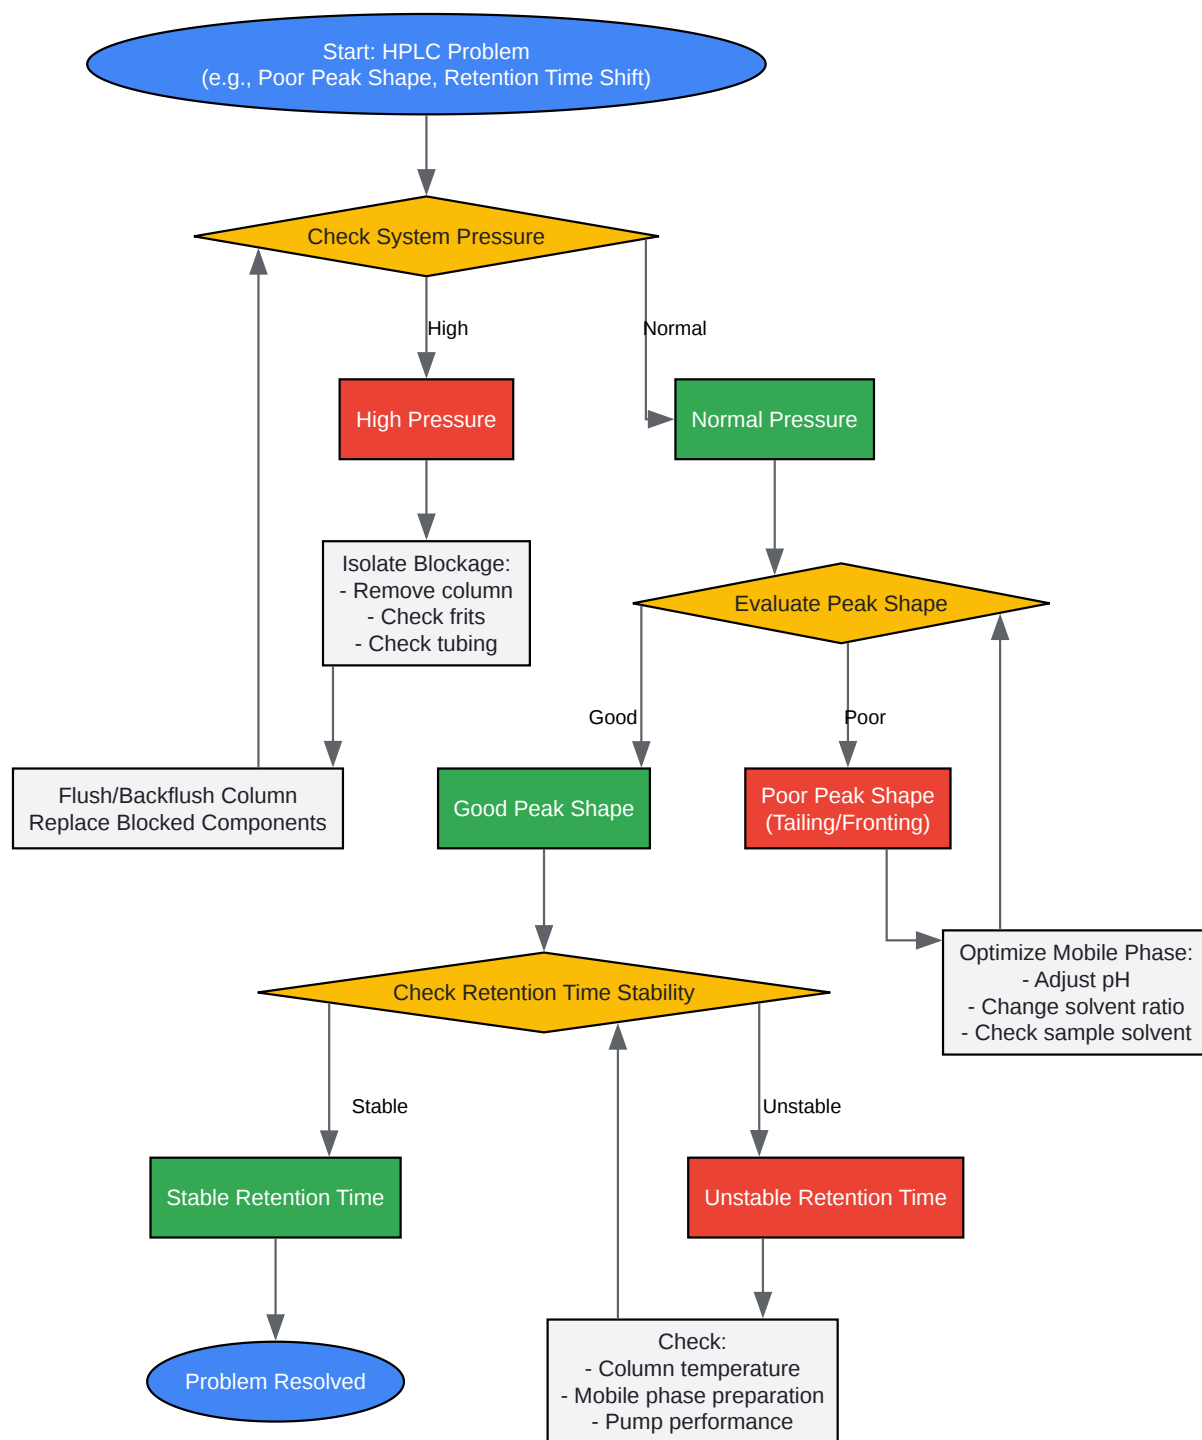 Start: HPLC Problem
(e.g., Poor Peak Shape, Retention Time Shift)
Check System Pressure
High
Normal
High Pressure
Normal Pressure
Isolate Blockage:
- Remove column
- Check frits
- Check tubing
Evaluate Peak Shape
Good
Poor
Flush/Backflush Column
Replace Blocked Components
Good Peak Shape
Poor Peak Shape
(Tailing/Fronting)
Optimize Mobile Phase:
- Adjust pH
- Change solvent ratio
- Check sample solvent
Check Retention Time Stability
Stable
Unstable
Stable Retention Time
Unstable Retention Time
Problem Resolved
Check:
- Column temperature
- Mobile phase preparation
- Pump performance